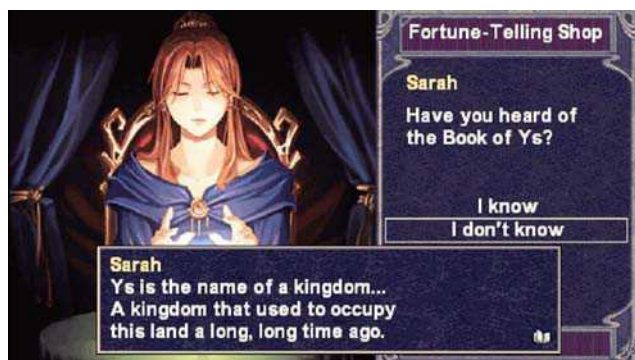 Fortune-Telling Shop
Sarah
Have you heard of
the Book of Ys?
I know
I don't know
Sarah
Ys is the name of a kingdom...
A kingdom that used to occupy
this land a long, long time ago.